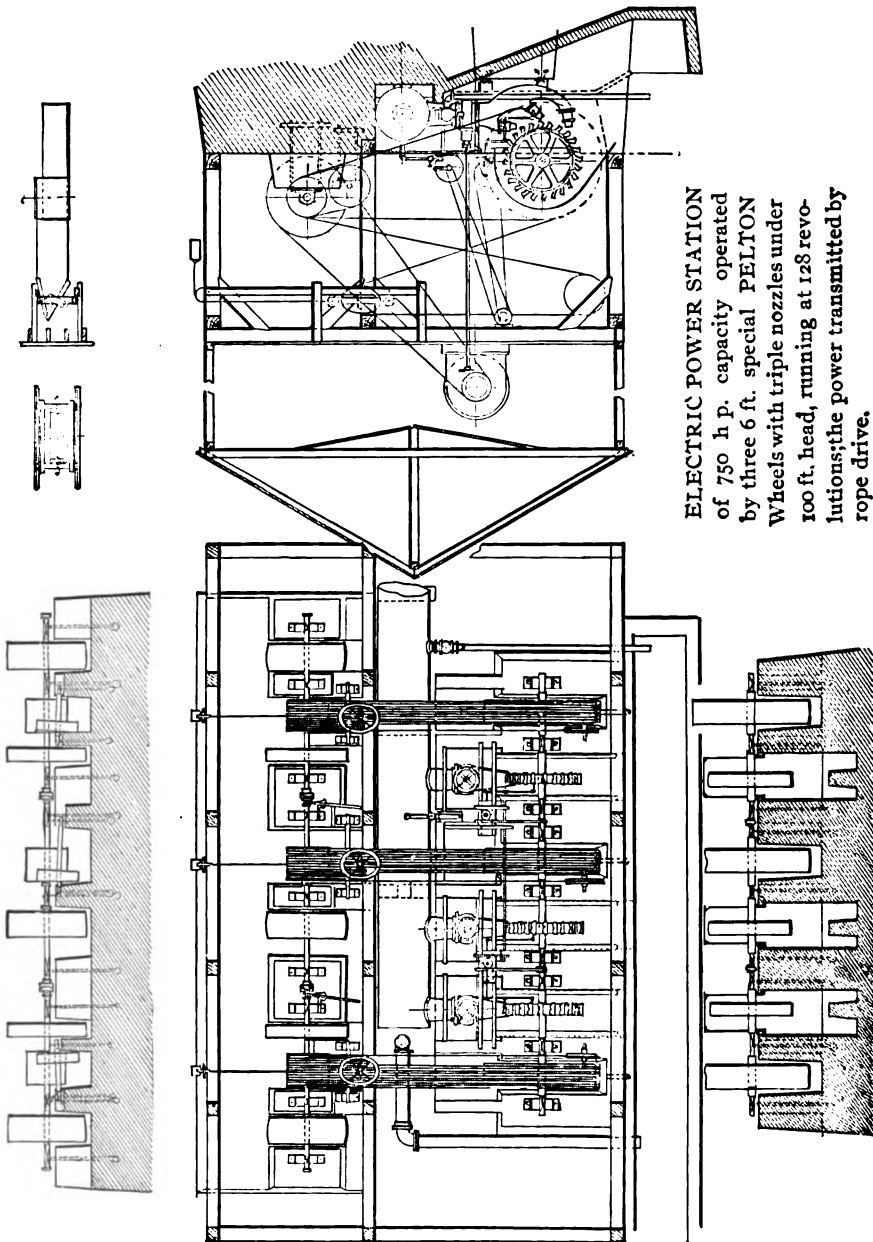 ELECTRIC POWER STATION
of 750 h p. capacity operated
by three 6 ft. special PELTON
Wheels with triple nozzles under
100 ft. head, running at 128 revo-
lutions; the power transmitted by
rope drive.